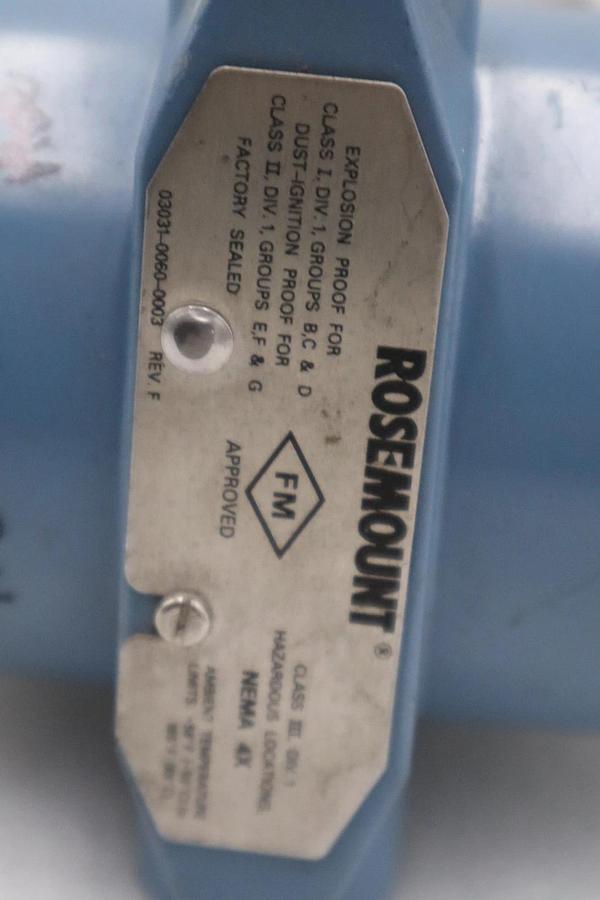 ROSEMOUNT®
EXPLOSION PROOF FOR
CLASS I, DIV. 1, GROUPS B,C & D
DUST-IGNITION PROOF FOR
CLASS II, DIV. 1, GROUPS E,F & G
FACTORY SEALED
03031-0060-0003 REV. F
FM
APPROVED
CLASS III, DIV. 1
HAZARDOUS LOCATIONS,
NEMA 4X
AMBIENT TEMPERATURE
LIMITS: